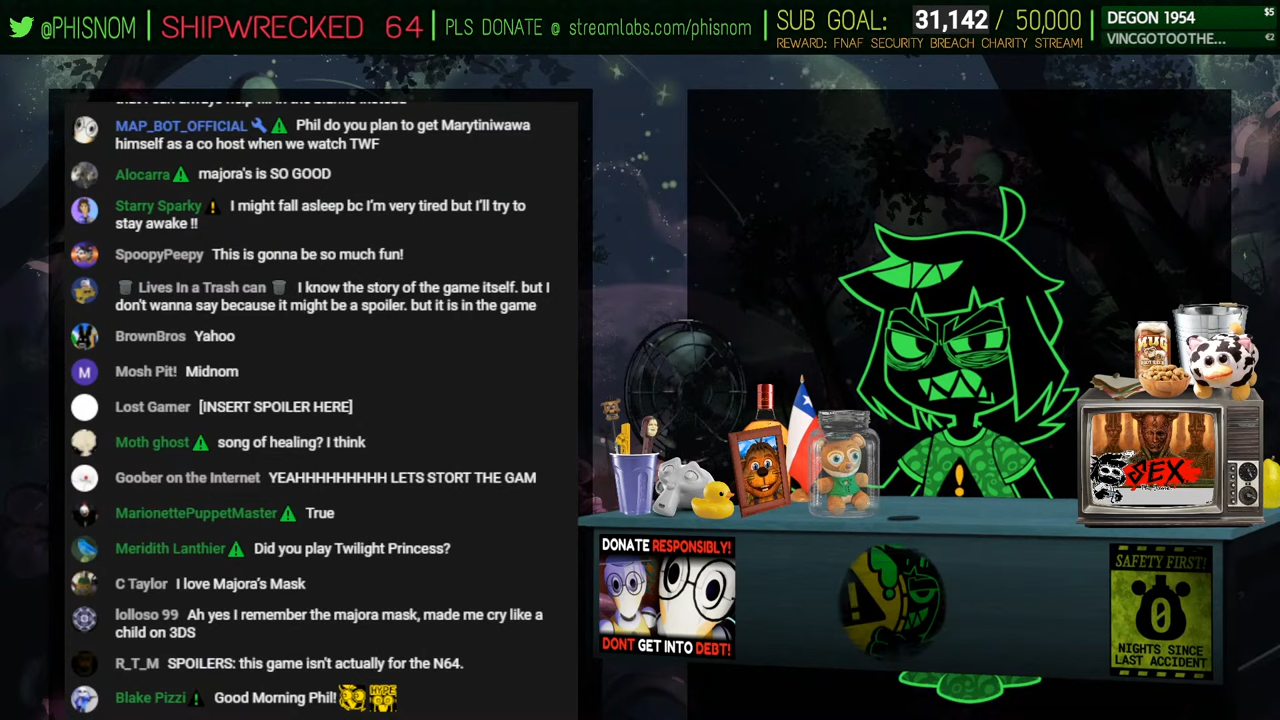 @PHISNOM | SHIPWRECKED 64 | PLS DONATE @ streamlabs.com/phisnom | SUB GOAL: 31,142 / 50,000
REWARD: FNAF SECURITY BREACH CHARITY STREAM!
DEGON 1954 $5
VINCGOTOOTHE... €2
MAP_BOT_OFFICIAL Phil do you plan to get Marytiniwawa
himself as a co host when we watch TWF
Alocarra majora's is SO GOOD
Starry Sparky I might fall asleep bc I'm very tired but I'll try to
stay awake !!
SpoopyPeepy This is gonna be so much fun!
Lives In a Trash can I know the story of the game itself. but I
don't wanna say because it might be a spoiler. but it is in the game
BrownBros Yahoo
Mosh Pit! Midnom
M
Lost Gamer [INSERT SPOILER HERE]
Moth ghost song of healing? I think
Goober on the Internet YEAHHHHHHHHH LETS STORT THE GAM
MarionettePuppetMaster True
Meridith Lanthier Did you play Twilight Princess?
C Taylor I love Majora's Mask
lolloso 99 Ah yes I remember the majora mask, made me cry like a
child on 3DS
R_T_M SPOILERS: this game isn't actually for the N64.
Blake Pizzi Good Morning Phil! HYPE
MUG
SEX
DONATE RESPONSIBLY!
DONT GET INTO DEBT!
SAFETY FIRST!
0
NIGHTS SINCE
LAST ACCIDENT